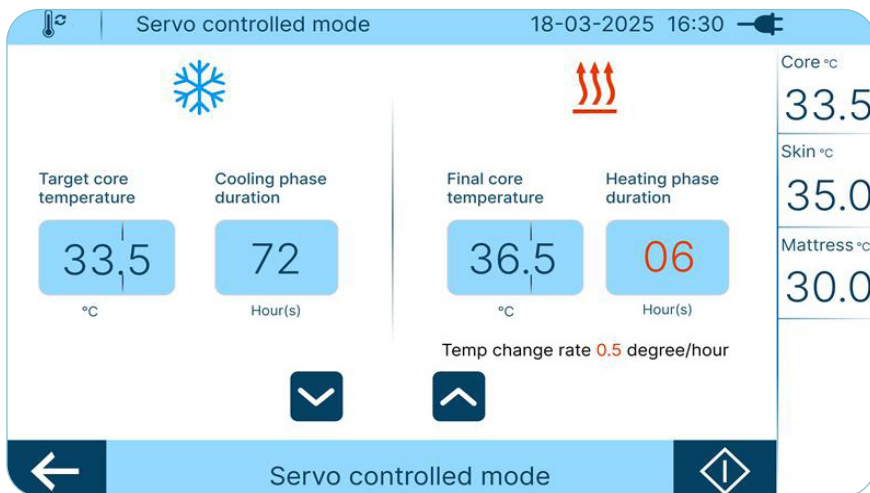 Servo controlled mode 18-03-2025 16:30
Core °C
33.5
Skin °C
35.0
Mattress °C
30.0
Target core
temperature
33.5
°C
Cooling phase
duration
72
Hour(s)
Final core
temperature
36.5
°C
Heating phase
duration
06
Hour(s)
Temp change rate 0.5 degree/hour
Servo controlled mode